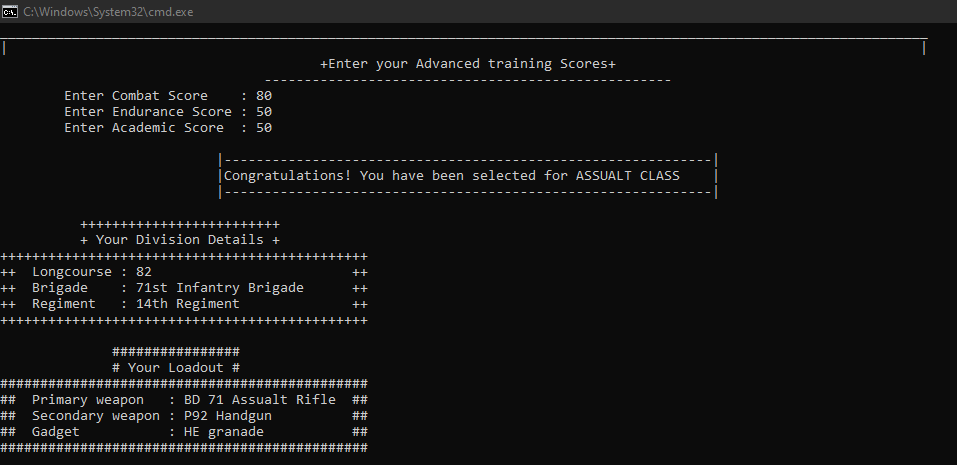 C:\Windows\System32\cmd.exe
+Enter your Advanced training Scores+
---------------------------------------------------
Enter Combat Score    : 80
Enter Endurance Score : 50
Enter Academic Score  : 50
|-------------------------------------------------------------|
|Congratulations! You have been selected for ASSUALT CLASS    |
|-------------------------------------------------------------|
+++++++++++++++++++++++++
+ Your Division Details +
++++++++++++++++++++++++++++++++++++++++++++++
++  Longcourse : 82                         ++
++  Brigade    : 71st Infantry Brigade      ++
++  Regiment   : 14th Regiment              ++
++++++++++++++++++++++++++++++++++++++++++++++
################
# Your Loadout #
##############################################
##  Primary weapon   : BD 71 Assualt Rifle  ##
##  Secondary weapon : P92 Handgun          ##
##  Gadget           : HE granade           ##
##############################################